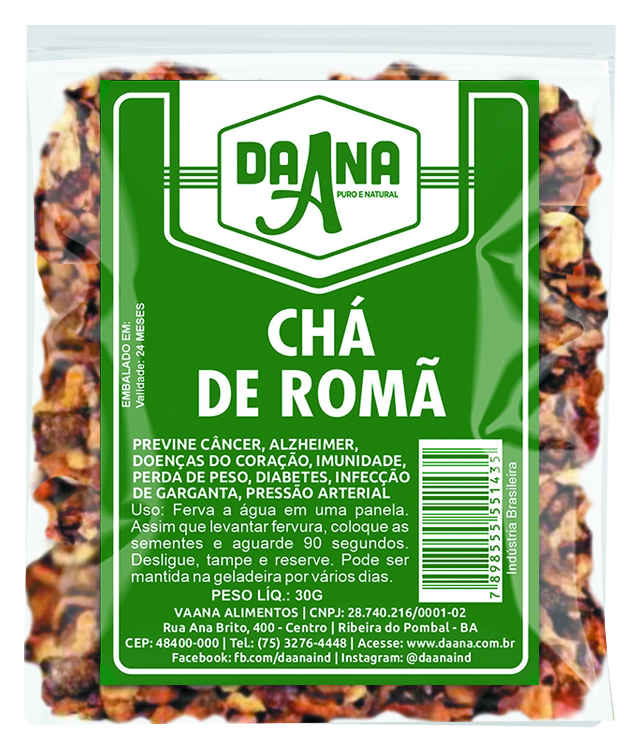 DAANA
PURO E NATURAL
CHÁ
DE ROMÃ
EMBALADO EM:
Validade: 24 MESES
PREVINE CÂNCER, ALZHEIMER,
DOENÇAS DO CORAÇÃO, IMUNIDADE,
PERDA DE PESO, DIABETES, INFECÇÃO
DE GARGANTA, PRESSÃO ARTERIAL
Uso: Ferva a água em uma panela.
Assim que levantar fervura, coloque as
sementes e aguarde 90 segundos.
Desligue, tampe e reserve. Pode ser
mantida na geladeira por vários dias.
PESO LÍQ.: 30G
7 898555 551435
Indústria Brasileira
VAANA ALIMENTOS | CNPJ: 28.740.216/0001-02
Rua Ana Brito, 400 - Centro | Ribeira do Pombal - BA
CEP: 48400-000 | TeL: (75) 3276-4448 | Acesse: www.daana.com.br
Facebook: fb.com/daanaind | Instagram: @daanaind